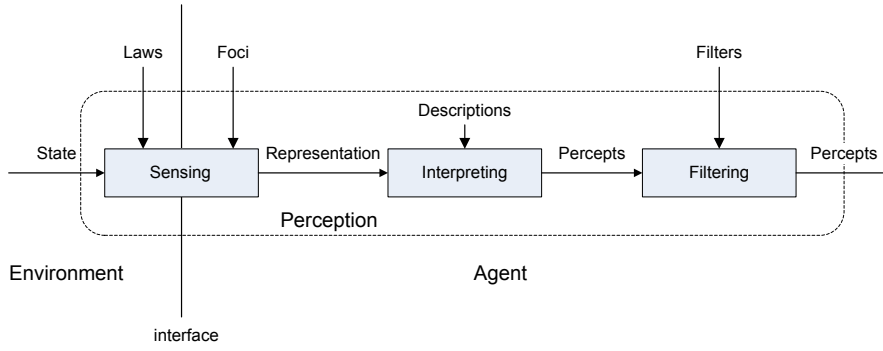 Laws
Foci
Filters
Descriptions
State
Sensing
Representation
Interpreting
Percepts
Filtering
Percepts
Perception
Environment
Agent
interface